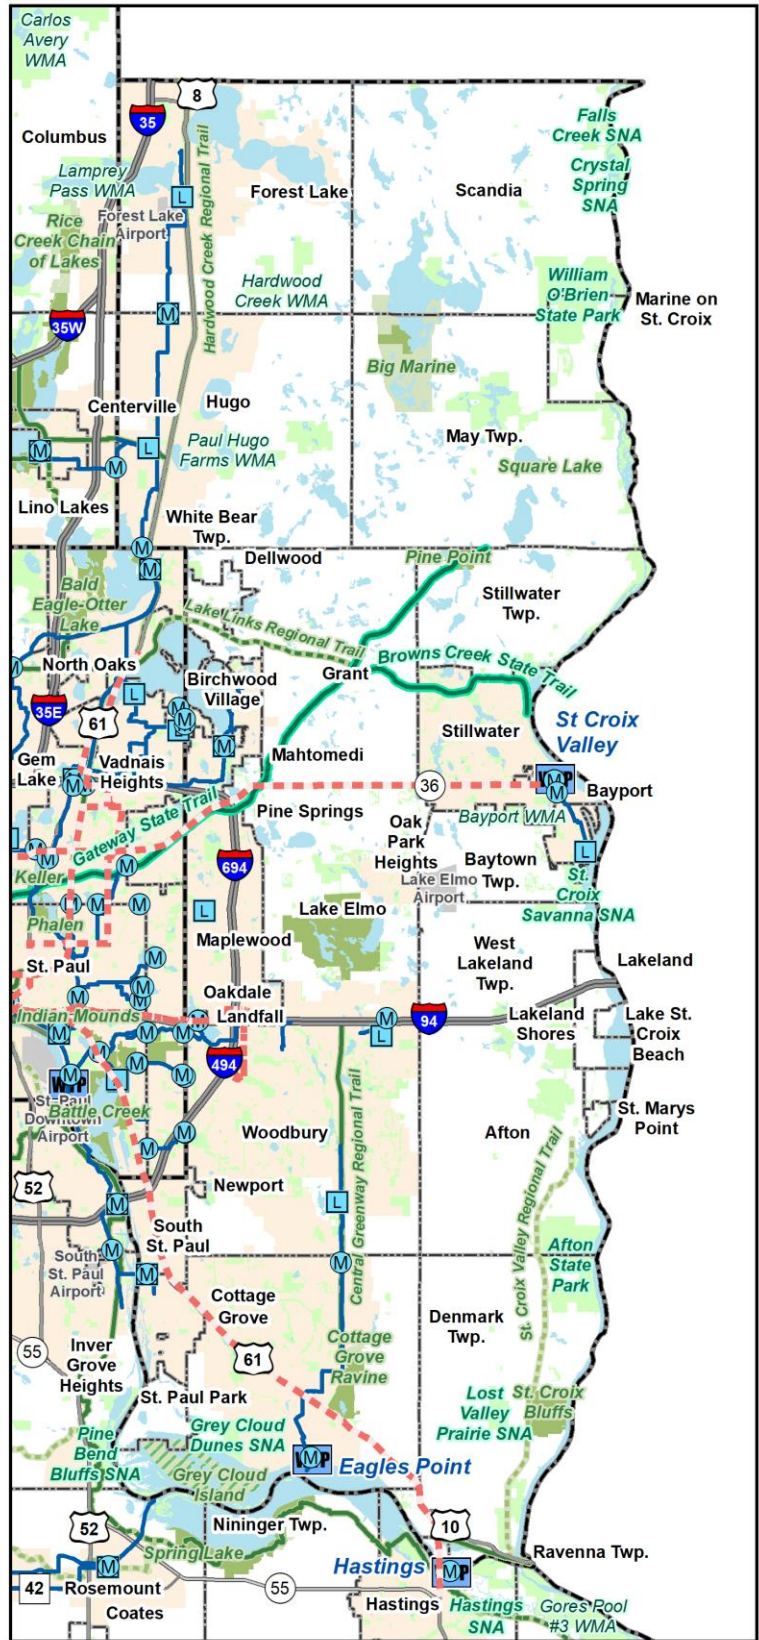 Carlos
Avery
WMA
8
35
Columbus
Falls
Creek SNA
Crystal
Spring
SNA
Lamprey
Pass WMA
L
Forest Lake
Scandia
Hardwood Creek Regional Trail
Forest Lake
Airport
Rice
Creek Chain
of Lakes
Hardwood
Creek WMA
William
O'Brien
State Park
Marine on
St. Croix
M
35W
Big Marine
Centerville
Hugo
M
L
M
Paul Hugo
Farms WMA
May Twp.
Square Lake
Lino Lakes
White Bear
Twp.
M
M
Dellwood
Pine Point
Bald
Eagle-Otter
Lake
Stillwater
Twp.
Lake Links Regional Trail
Browns Creek State Trail
M
North Oaks
Grant
L
Birchwood
Village
35E
61
M
M
L
M
St Croix
Valley
Stillwater
Gem
Lake
Vadnais
Heights
Mahtomedi
M
M
36
M
M
Bayport
Gateway State Trail
Pine Springs
Bayport WMA
Oak
Park
Heights
M
M
M
694
L
Keller
Baytown
Twp.
Lake Elmo
Airport
St.
Croix
Savanna SNA
M
M
M
L
Lake Elmo
Phalen
Maplewood
West
Lakeland
Twp.
St. Paul
M
Lakeland
M
M
M
Oakdale
Indian Mounds
Landfall
M
M
M
M
M
L
94
Lakeland
Shores
Lake St.
Croix
Beach
M
M
494
M
M
L
St. Paul
Downtown
Airport
Battle Creek
St. Marys
Point
M
M
Woodbury
Afton
Central Greenway Regional Trail
St. Croix Valley Regional Trail
52
Newport
M
L
South
St. Paul
M
M
M
South
St. Paul
Airport
Afton
State
Park
Cottage
Grove
Denmark
Twp.
55
61
Inver
Grove
Heights
Cottage
Grove
Ravine
St. Paul Park
Lost
Valley
Prairie SNA
St. Croix
Bluffs
Pine
Bend
Bluffs SNA
Grey Cloud
Dunes SNA
M
Eagles Point
Grey Cloud
Island
52
Nininger Twp.
10
Spring Lake
Ravenna Twp.
M
Hastings
M
42
Rosemount
55
Coates
Hastings
Hastings
SNA
Gores Pool
#3 WMA